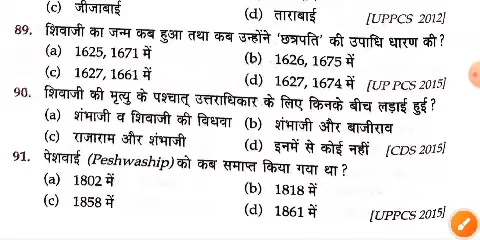 (c) जीजाबाई (d) ताराबाई [UPPCS 2012]
89. शिवाजी का जन्म कब हुआ तथा कब उन्होंने 'छत्रपति' की उपाधि धारण की?
(a) 1625, 1671 में (b) 1626, 1675 में
(c) 1627, 1661 में (d) 1627, 1674 में [UP PCS 2015]
90. शिवाजी की मृत्यु के पश्चात् उत्तराधिकार के लिए किनके बीच लड़ाई हुई?
(a) शंभाजी व शिवाजी की विधवा (b) शंभाजी और बाजीराव
(c) राजाराम और शंभाजी (d) इनमें से कोई नहीं [CDS 2015]
91. पेशवाई (Peshwaship) को कब समाप्त किया गया था?
(a) 1802 में (b) 1818 में
(c) 1858 में (d) 1861 में [UPPCS 2015]